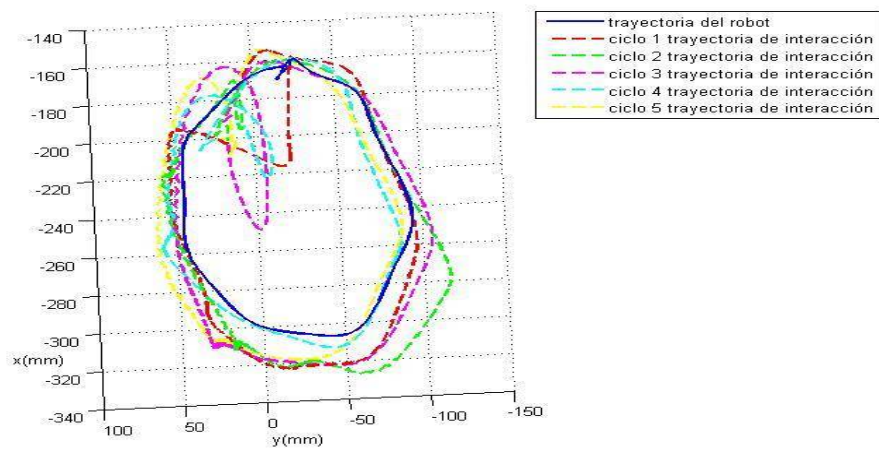 trayectoria del robot
ciclo 1 trayectoria de interacción
ciclo 2 trayectoria de interacción
ciclo 3 trayectoria de interacción
ciclo 4 trayectoria de interacción
ciclo 5 trayectoria de interacción
-140
-160
-180
-200
-220
-240
-260
-280
-300
x(mm)
-320
-340
100
50
0
-50
-100
-150
y(mm)